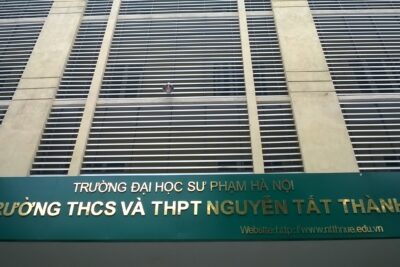 TRƯỜNG ĐẠI HỌC SƯ PHẠM HÀ NỘI
RƯỜNG THCS VÀ THPT NGUYỄN TẤT THÀNH
Website:http://www.ntthnue.edu.vn